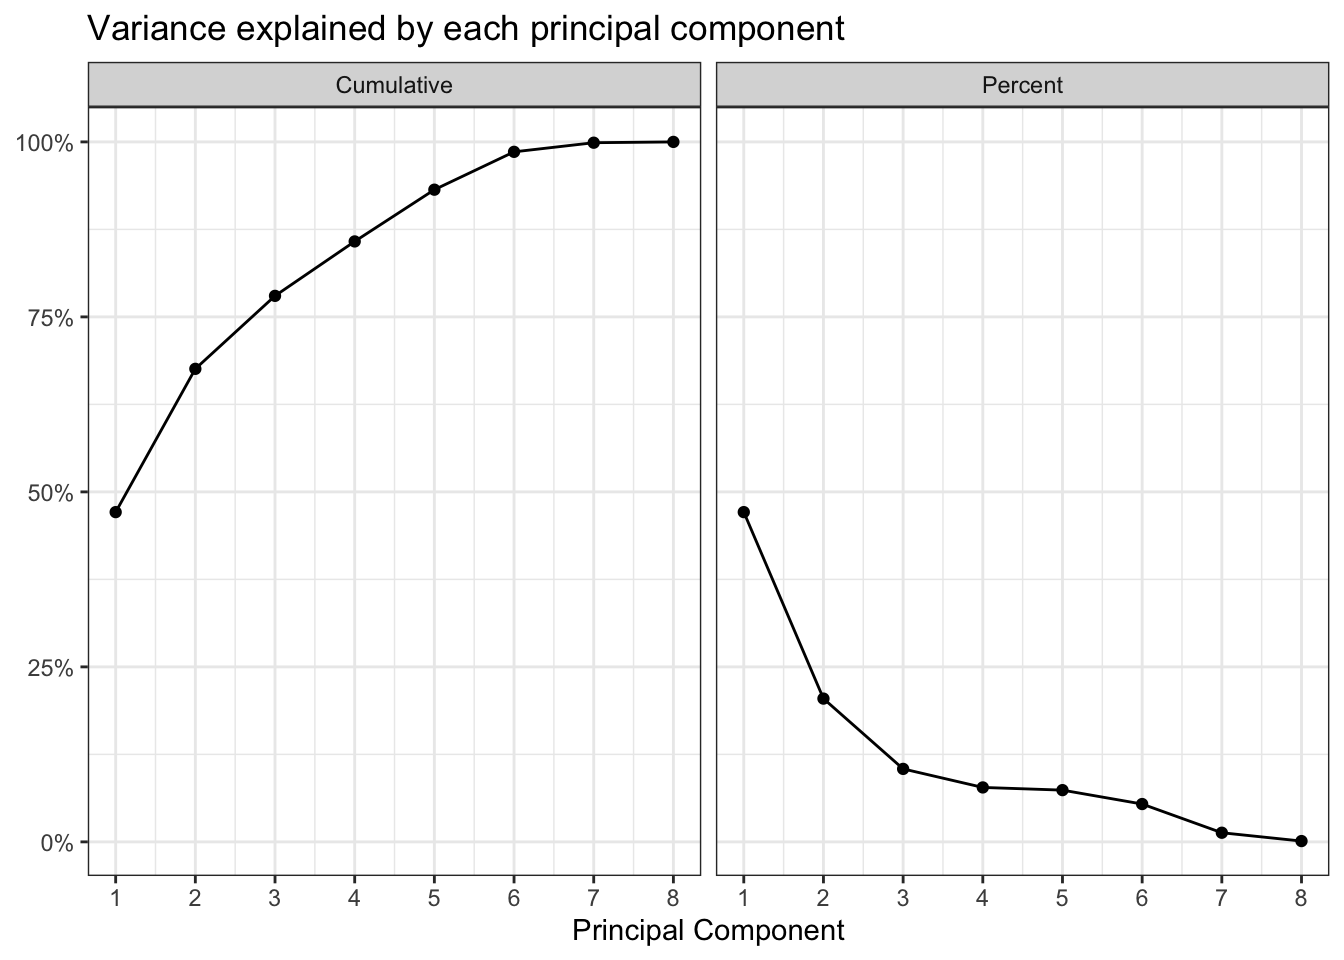 Variance explained by each principal component
Cumulative Percent
100%
75%
50%
25%
0%
1 2 3 4 5 6 7 8 1 2 3 4 5 6 7 8
Principal Component